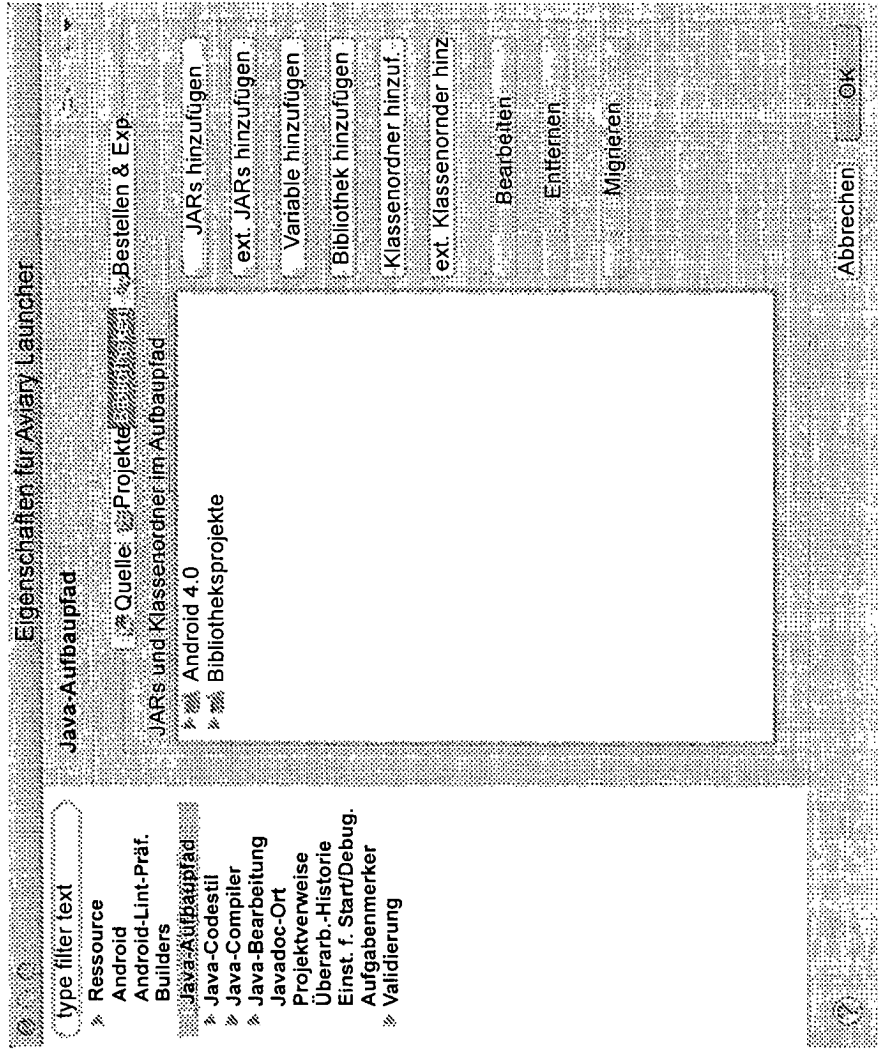 Eigenschaften für Aviary Launcher
type filter text
Ressource
Android
Android-Lint-Präf.
Builders
Java-Aufbaupfad
Java-Codestil
Java-Compiler
Java-Bearbeitung
Javadoc-Ort
Projektverweise
Überarb.-Historie
Einst. f. Start/Debug.
Aufgabenmerker
Validierung
Java-Aufbaupfad
Quelle Projekte Bestellen & Exp
JARs und Klassenordner im Aufbaupfad
Android 4.0
Bibliotheksprojekte
JARs hinzufügen
ext. JARs hinzufügen
Variable hinzufügen
Bibliothek hinzufügen
Klassenordner hinzuf.
ext. Klassenornder hinz
Bearbeiten
Entfernen
Migrieren
?
Abbrechen OK